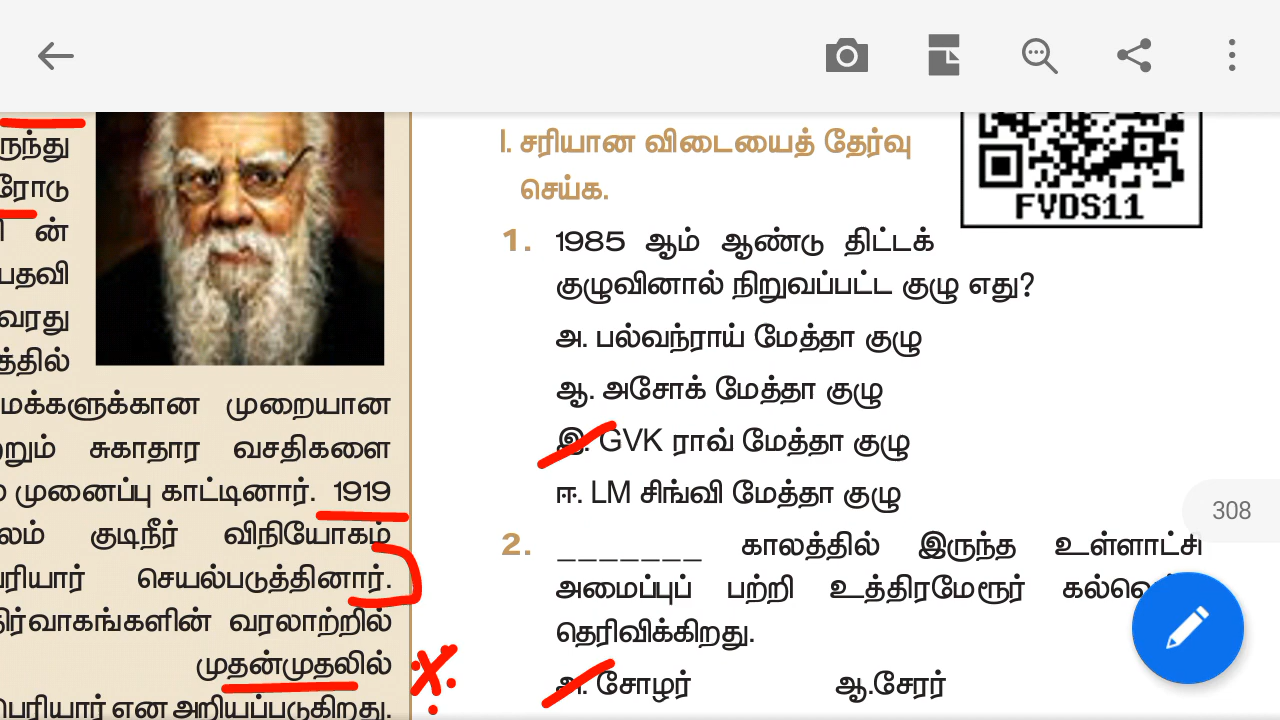 ருந்து
ரோடு
ன்
பதவி
வரது
த்தில்
மக்களுக்கான முறையான
றும் சுகாதார வசதிகளை
முனைப்பு காட்டினார். 1919
லம் குடிநீர் விநியோகம்
ரியார் செயல்படுத்தினார்.
ிர்வாகங்களின் வரலாற்றில்
முதன்முதலில்
பெரியார் என அறியப்படுகிறது.
I. சரியான விடையைத் தேர்வு
செய்க.
FVDS11
1. 1985 ஆம் ஆண்டு திட்டக்
குழுவினால் நிறுவப்பட்ட குழு எது?
அ. பல்வந்ராய் மேத்தா குழு
ஆ. அசோக் மேத்தா குழு
இ. GVK ராவ் மேத்தா குழு
ஈ. LM சிங்வி மேத்தா குழு
308
2. _______ காலத்தில் இருந்த உள்ளாட்சி
அமைப்புப் பற்றி உத்திரமேரூர் கல்வெ
தெரிவிக்கிறது.
அ. சோழர் ஆ.சேரர்